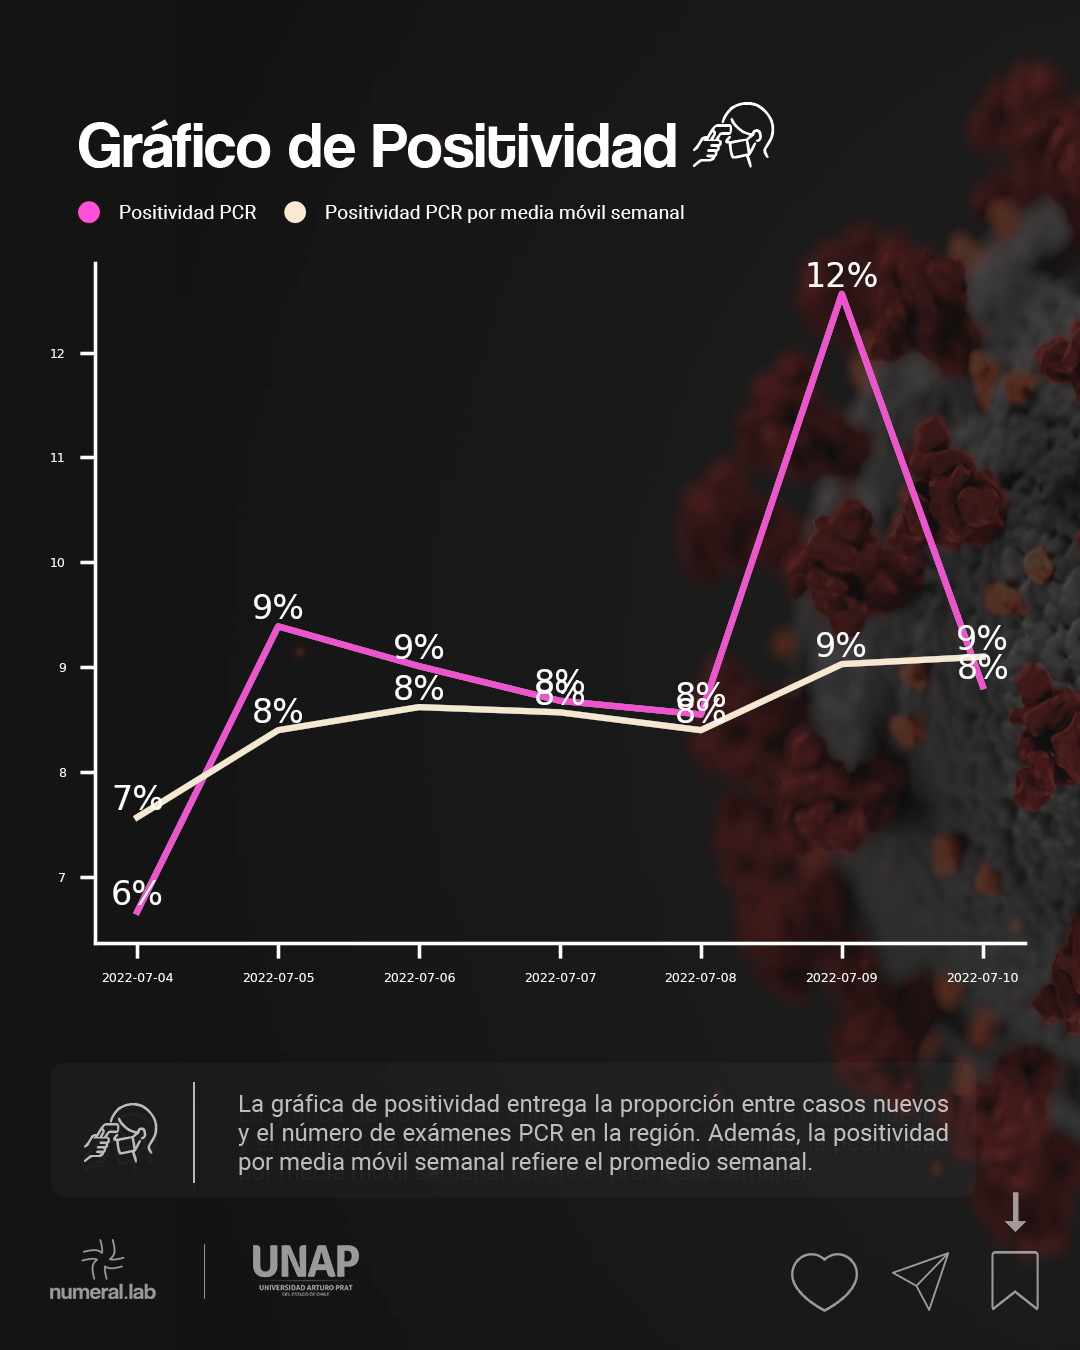 Gráfico de Positividad
Positividad PCR
Positividad PCR por media móvil semanal
12%
12
11
10
9%
9%
9%
9%
8%
8%
8%
8%
8%
8%
8%
9
8
7%
7
6%
2022-07-04
2022-07-05
2022-07-06
2022-07-07
2022-07-08
2022-07-09
2022-07-10
La gráfica de positividad entrega la proporción entre casos nuevos
y el número de exámenes PCR en la región. Además, la positividad
por media móvil semanal refiere el promedio semanal.
numeral.lab
UNAP
UNIVERSIDAD ARTURO PRAT
DEL ESTADO DE CHILE